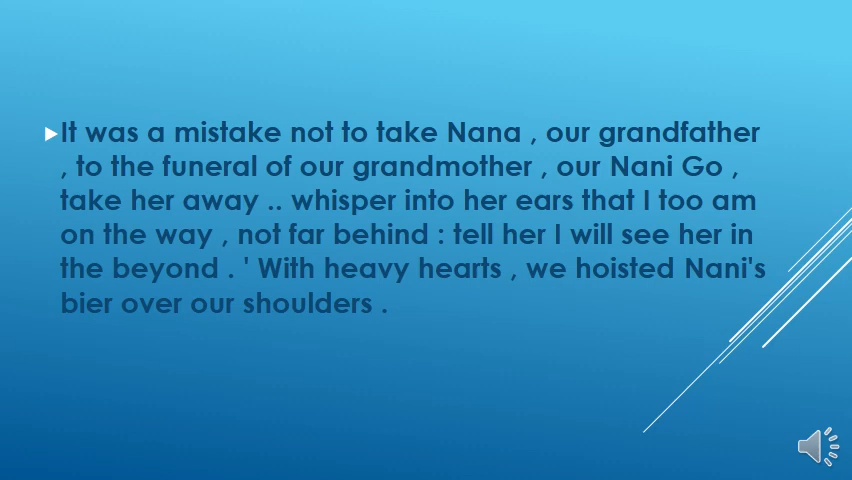 It was a mistake not to take Nana , our grandfather
, to the funeral of our grandmother , our Nani Go ,
take her away .. whisper into her ears that I too am
on the way , not far behind : tell her I will see her in
the beyond . ' With heavy hearts , we hoisted Nani's
bier over our shoulders .